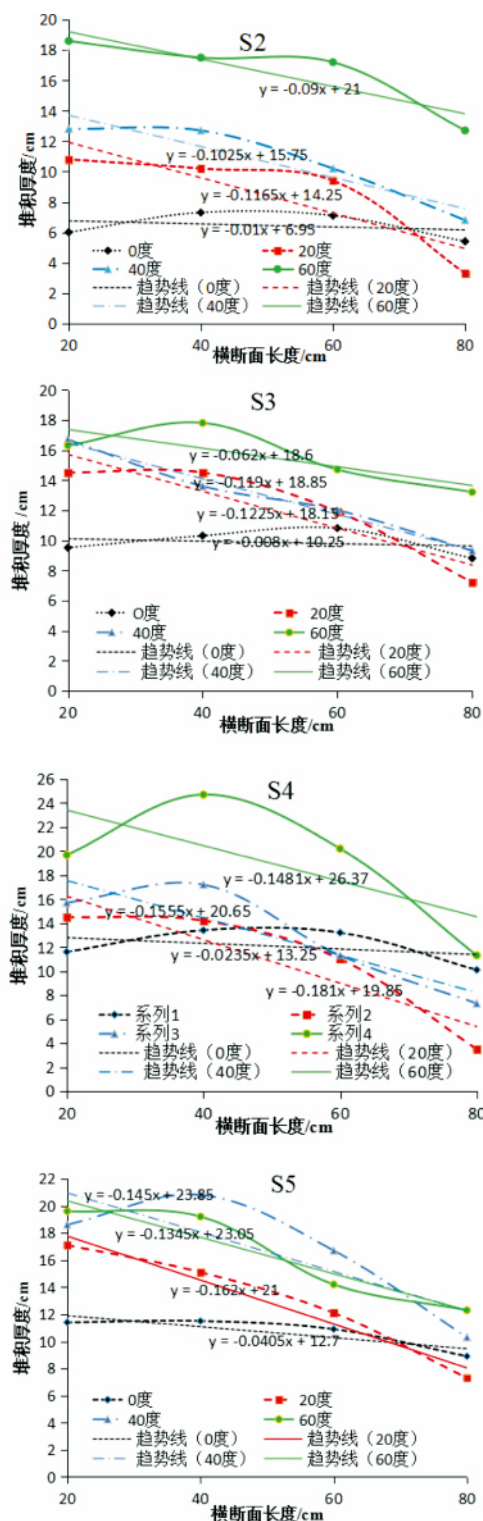 S2
堆积厚度/cm
20
18
16
14
12
10
8
6
4
2
0
y = -0.09x + 21
y = -0.1025x + 15.75
y = -0.1165x + 14.25
y = -0.01x + 6.95
0度 20度
40度 60度
趋势线（0度） 趋势线（20度）
趋势线（40度） 趋势线（60度）
20 40 60 80
横断面长度/cm
S3
堆积厚度/cm
20
18
16
14
12
10
8
6
4
2
0
y = -0.062x + 18.6
y = -0.119x + 18.85
y = -0.1225x + 18.15
y = -0.008x + 10.25
0度 20度
40度 60度
趋势线（0度） 趋势线（20度）
趋势线（40度） 趋势线（60度）
20 40 60 80
横断面长度/cm
S4
堆积厚度/cm
26
24
22
20
18
16
14
12
10
8
6
4
2
0
y = -0.1481x + 26.37
y = -0.1555x + 20.65
y = -0.0235x + 13.25
y = -0.181x + 19.85
系列1 系列2
系列3 系列4
趋势线（0度） 趋势线（20度）
趋势线（40度） 趋势线（60度）
20 40 60 80
横断面长度/cm
S5
堆积厚度/cm
22
20
18
16
14
12
10
8
6
4
2
0
y = -0.145x + 23.85
y = -0.1345x + 23.05
y = -0.162x + 21
y = -0.0405x + 12.7
0度 20度
40度 60度
趋势线（0度） 趋势线（20度）
趋势线（40度） 趋势线（60度）
20 40 60 80
横断面长度/cm